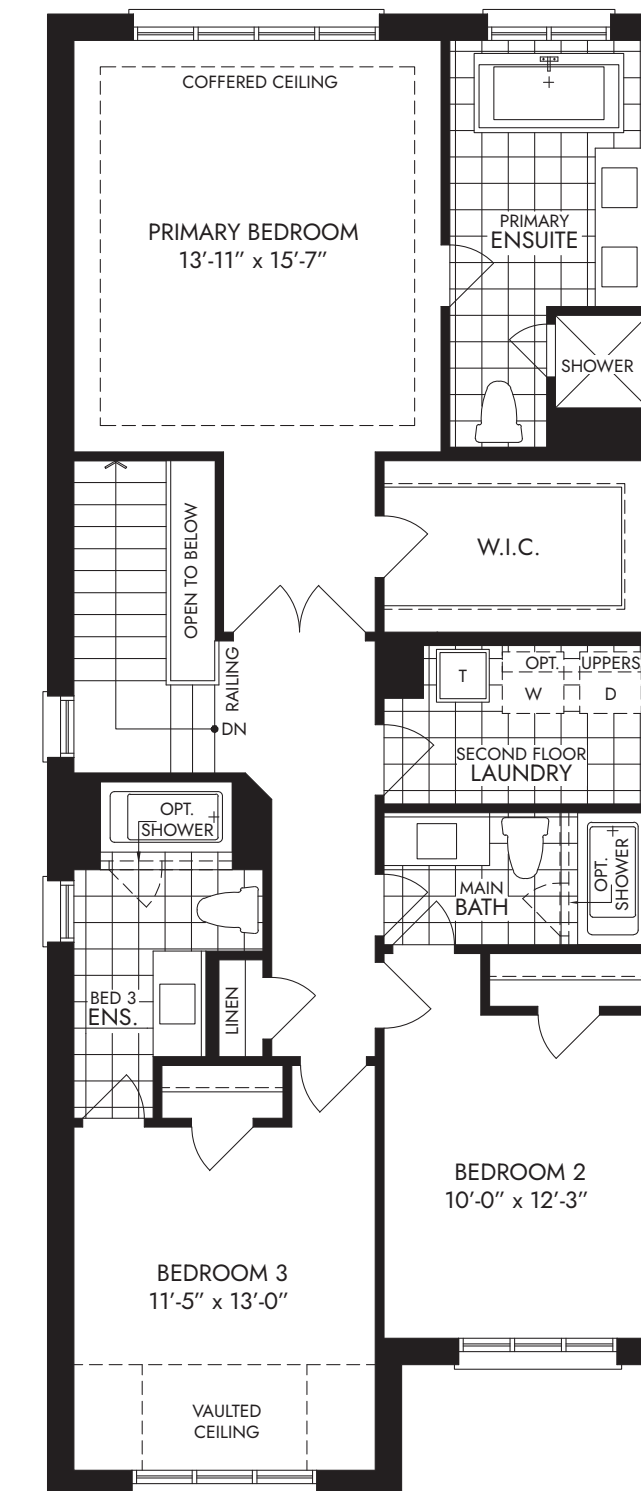 COFFERED CEILING
PRIMARY BEDROOM
13'-11” x 15'-7”
PRIMARY
ENSUITE
SHOWER
OPEN TO BELOW
W.I.C.
RAILING
DN
T
OPT.
UPPERS
W
D
SECOND FLOOR
LAUNDRY
OPT.
SHOWER
MAIN
BATH
OPT.
SHOWER
BED 3
ENS.
LINEN
BEDROOM 2
10'-0” x 12'-3”
BEDROOM 3
11'-5” x 13'-0”
VAULTED
CEILING